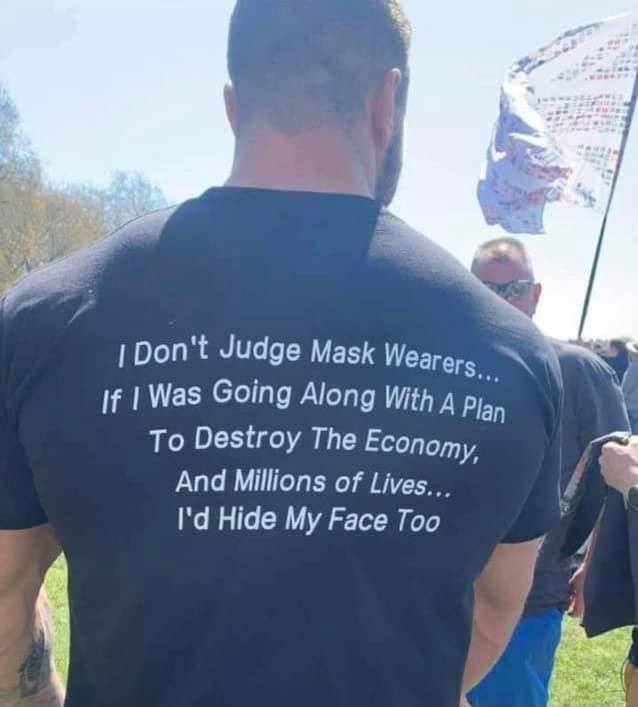 I Don't Judge Mask Wearers...
If I Was Going Along With A Plan
To Destroy The Economy,
And Millions of Lives...
I'd Hide My Face Too